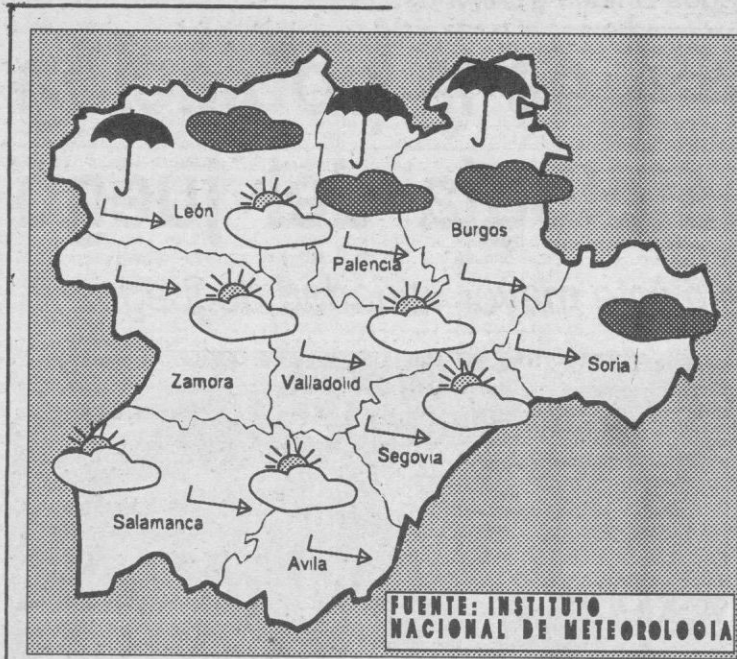 León
Burgos
Palencia
Zamora
Valladolid
Soria
Segovia
Salamanca
Avila
FUENTE: INSTITUTO
NACIONAL DE METEOROLOGIA